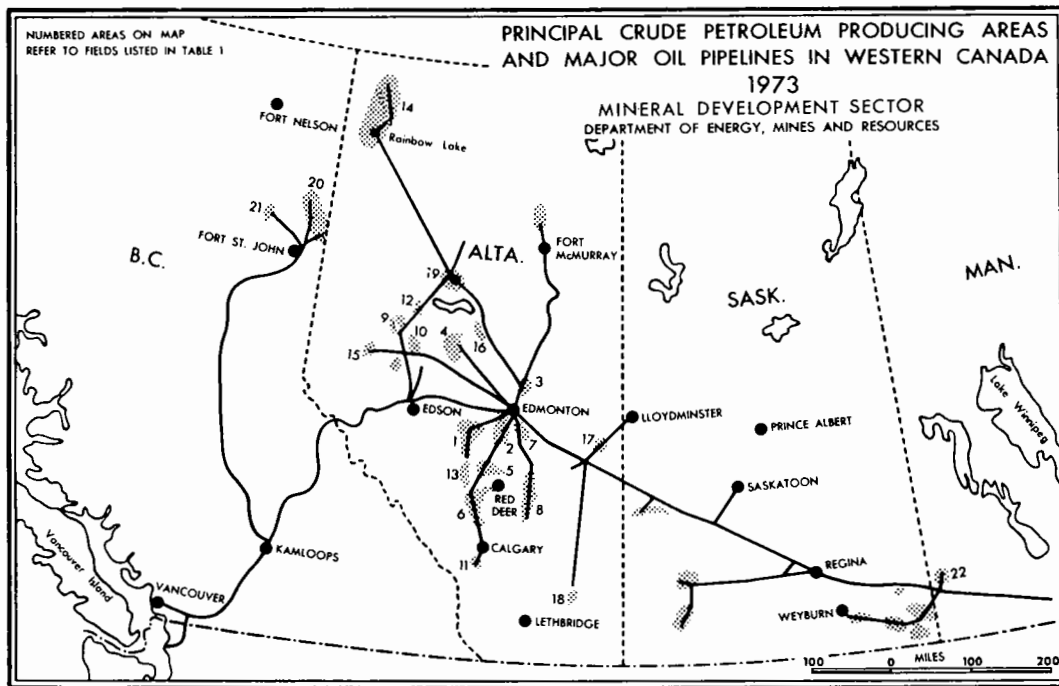 NUMBERED AREAS ON MAP
REFER TO FIELDS LISTED IN TABLE 1
PRINCIPAL CRUDE PETROLEUM PRODUCING AREAS
AND MAJOR OIL PIPELINES IN WESTERN CANADA
1973
MINERAL DEVELOPMENT SECTOR
DEPARTMENT OF ENERGY, MINES AND RESOURCES
FORT NELSON
14
Rainbow Lake
20
21
FORT ST. JOHN
B.C.
ALTA.
FORT
McMURRAY
SASK.
MAN.
19
12
9
10
4
16
15
3
EDSON
EDMONTON
LLOYDMINSTER
PRINCE ALBERT
Lake Winnipeg
1
2
7
17
13
5
RED
DEER
SASKATOON
6
8
CALGARY
11
KAMLOOPS
Vancouver Island
VANCOUVER
18
LETHBRIDGE
REGINA
WEYBURN
22
MILES
100 0 100 200